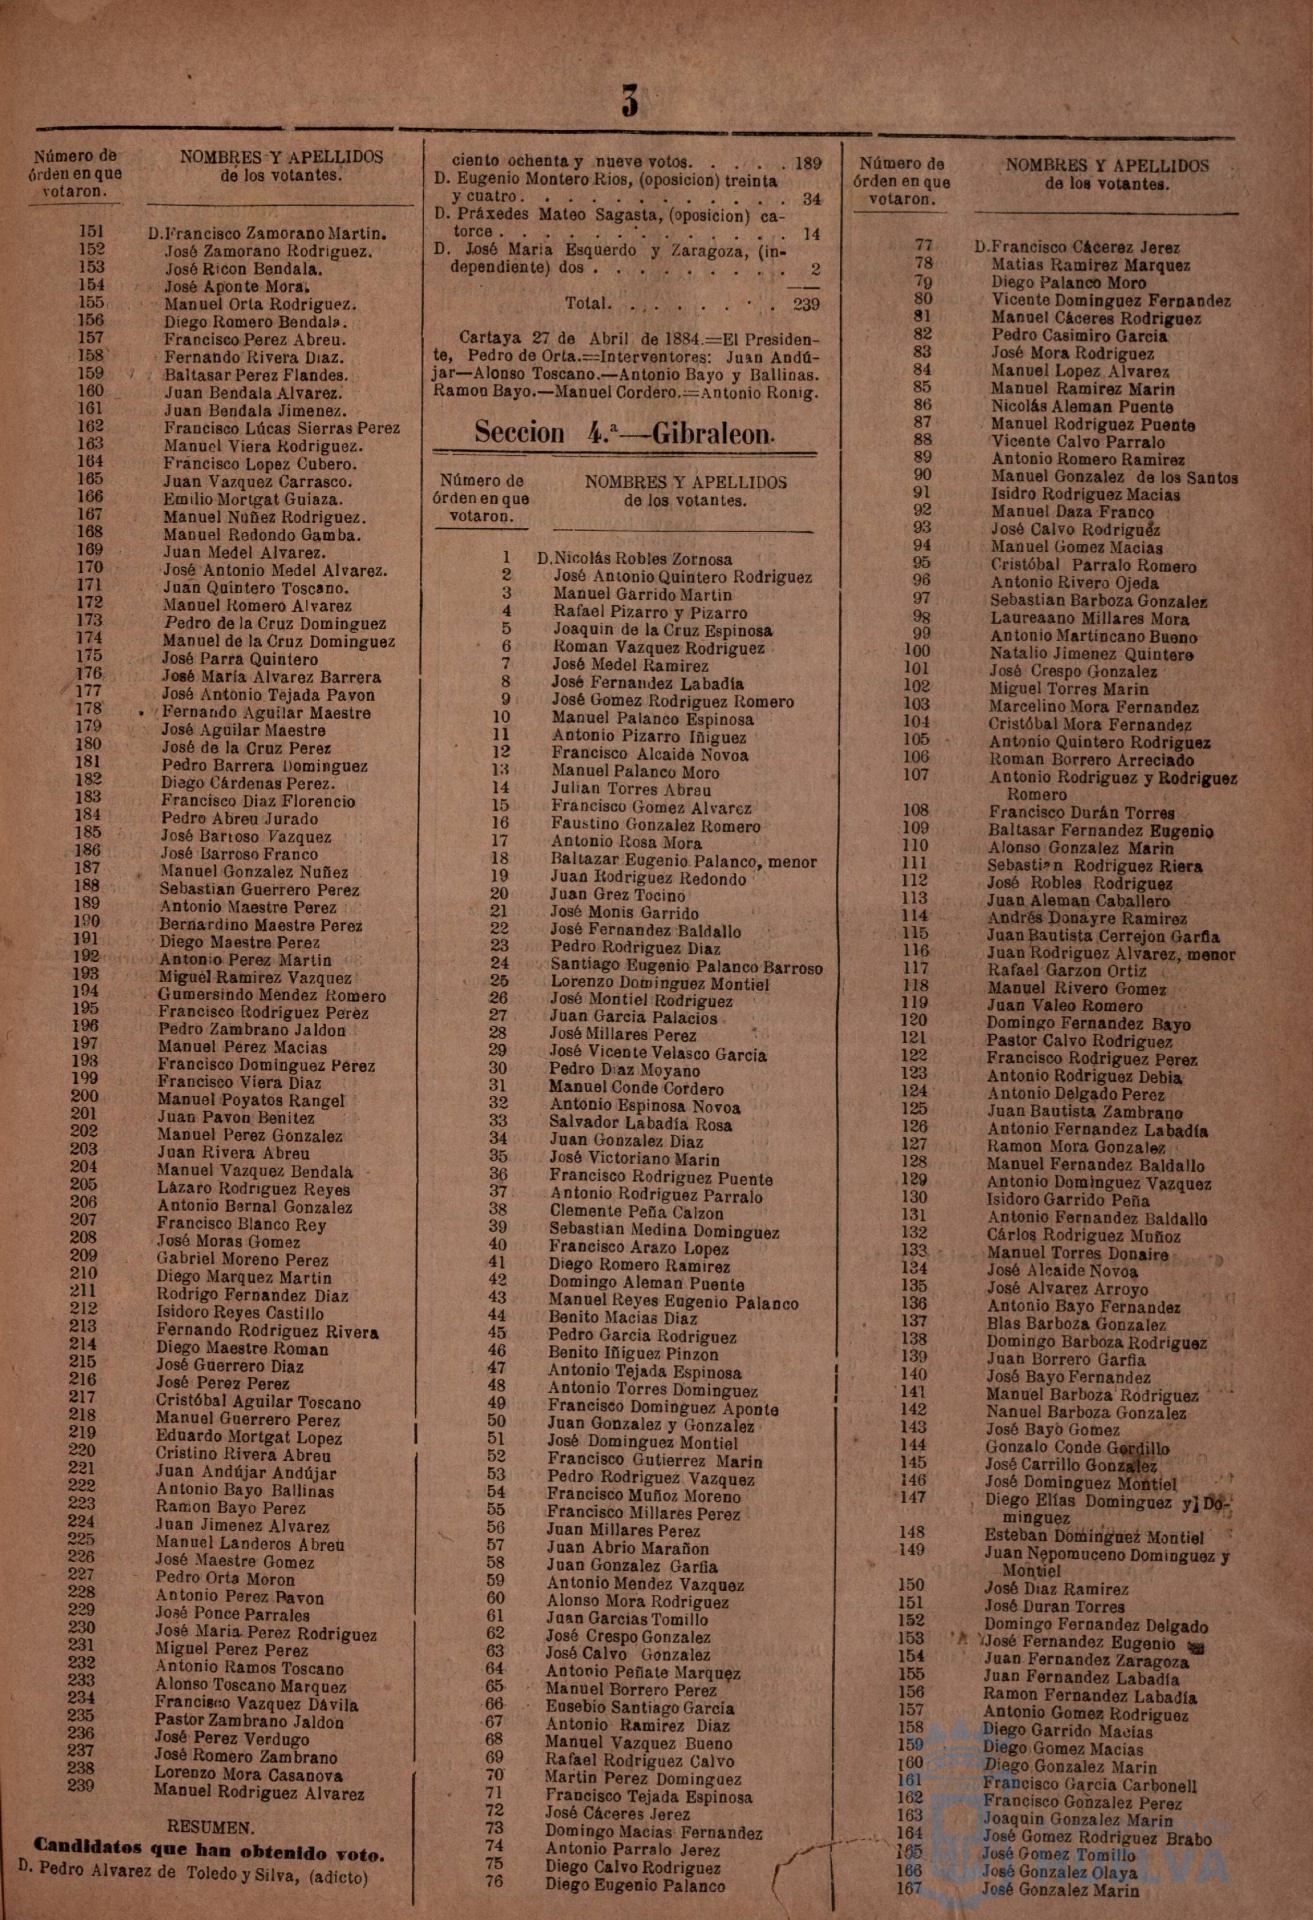 3
Número de
órden en que
votaron.
NOMBRES Y APELLIDOS
de los votantes.
151 D. Francisco Zamorano Martin.
152 José Zamorano Rodriguez.
153 José Ricon Bendala.
154 José Aponte Mora.
155 Manuel Orta Rodriguez.
156 Diego Romero Bendala.
157 Francisco Perez Abreu.
158 Fernando Rivera Diaz.
159 Baltasar Perez Flandes.
160 Juan Bendala Alvarez.
161 Juan Bendala Jimenez.
162 Francisco Lúcas Sierras Perez
163 Manuel Viera Rodriguez.
164 Francisco Lopez Cubero.
165 Juan Vazquez Carrasco.
166 Emilio Mortgat Guiaza.
167 Manuel Nuñez Rodriguez.
168 Manuel Redondo Gamba.
169 Juan Medel Alvarez.
170 José Antonio Medel Alvarez.
171 Juan Quintero Toscano.
172 Manuel Romero Alvarez
173 Pedro de la Cruz Dominguez
174 Manuel de la Cruz Dominguez
175 José Parra Quintero
176 José María Alvarez Barrera
177 José Antonio Tejada Pavon
178 Fernando Aguilar Maestre
179 José Aguilar Maestre
180 José de la Cruz Perez
181 Pedro Barrera Dominguez
182 Diego Cárdenas Perez.
183 Francisco Diaz Florencio
184 Pedro Abreu Jurado
185 José Barroso Vazquez
186 José Barroso Franco
187 Manuel Gonzalez Nuñez
188 Sebastian Guerrero Perez
189 Antonio Maestre Perez
190 Bernardino Maestre Perez
191 Diego Maestre Perez
192 Antonio Perez Martin
193 Miguel Ramirez Vazquez
194 Gumersindo Mendez Romero
195 Francisco Rodriguez Perez
196 Pedro Zambrano Jaldon
197 Manuel Perez Macias
198 Francisco Dominguez Perez
199 Francisco Viera Diaz
200 Manuel Poyatos Rangel
201 Juan Pavon Benitez
202 Manuel Perez Gonzalez
203 Juan Rivera Abreu
204 Manuel Vazquez Bendala
205 Lázaro Rodriguez Reyes
206 Antonio Bernal Gonzalez
207 Francisco Blanco Rey
208 José Moras Gomez
209 Gabriel Moreno Perez
210 Diego Marquez Martin
211 Rodrigo Fernandez Diaz
212 Isidoro Reyes Castillo
213 Fernando Rodriguez Rivera
214 Diego Maestre Roman
215 José Guerrero Diaz
216 José Perez Perez
217 Cristóbal Aguilar Toscano
218 Manuel Guerrero Perez
219 Eduardo Mortgat Lopez
220 Cristino Rivera Abreu
221 Juan Andújar Andújar
222 Antonio Bayo Ballinas
223 Ramon Bayo Perez
224 Juan Jimenez Alvarez
225 Manuel Landeros Abreu
226 José Maestre Gomez
227 Pedro Orta Moron
228 Antonio Perez Pavon
229 José Ponce Parrales
230 José Maria Perez Rodriguez
231 Miguel Perez Perez
232 Antonio Ramos Toscano
233 Alonso Toscano Marquez
234 Francisco Vazquez Dávila
235 Pastor Zambrano Jaldon
236 José Perez Verdugo
237 José Romero Zambrano
238 Lorenzo Mora Casanova
239 Manuel Rodriguez Alvarez
RESUMEN.
Candidatos que han obtenido voto.
D. Pedro Alvarez de Toledo y Silva, (adicto)
ciento ochenta y nueve votos. . . . . 189
D. Eugenio Montero Rios, (oposicion) treinta
y cuatro. . . . . . . . . . . . 34
D. Práxedes Mateo Sagasta, (oposicion) ca-
torce . . . . . . . . . . . . . 14
D. José Maria Esquerdo y Zaragoza, (in-
dependiente) dos . . . . . . . . . 2
Total. . . . . . . . . 239
Cartaya 27 de Abril de 1884.=El Presiden-
te, Pedro de Orta.=Interventores: Juan Andú-
jar—Alonso Toscano.—Antonio Bayo y Ballinas.
Ramon Bayo.—Manuel Cordero.=Antonio Ronig.
Seccion 4.ª—Gibraleon.
Número de
órden en que
votaron.
NOMBRES Y APELLIDOS
de los votantes.
1 D. Nicolás Robles Zornosa
2 José Antonio Quintero Rodriguez
3 Manuel Garrido Martin
4 Rafael Pizarro y Pizarro
5 Joaquin de la Cruz Espinosa
6 Roman Vazquez Rodriguez
7 José Medel Ramirez
8 José Fernandez Labadía
9 José Gomez Rodriguez Romero
10 Manuel Palanco Espinosa
11 Antonio Pizarro Iñiguez
12 Francisco Alcaide Novoa
13 Manuel Palanco Moro
14 Julian Torres Abreu
15 Francisco Gomez Alvarez
16 Faustino Gonzalez Romero
17 Antonio Rosa Mora
18 Baltazar Eugenio Palanco, menor
19 Juan Rodriguez Redondo
20 Juan Grez Tocino
21 José Monis Garrido
22 José Fernandez Baldallo
23 Pedro Rodriguez Diaz
24 Santiago Eugenio Palanco Barroso
25 Lorenzo Dominguez Montiel
26 José Montiel Rodriguez
27 Juan Garcia Palacios
28 José Millares Perez
29 José Vicente Velasco Garcia
30 Pedro Diaz Moyano
31 Manuel Conde Cordero
32 Antonio Espinosa Novoa
33 Salvador Labadía Rosa
34 Juan Gonzalez Diaz
35 José Victoriano Marin
36 Francisco Rodriguez Puente
37 Antonio Rodriguez Parralo
38 Clemente Peña Calzon
39 Sebastian Medina Dominguez
40 Francisco Arazo Lopez
41 Diego Romero Ramirez
42 Domingo Aleman Puente
43 Manuel Reyes Eugenio Palanco
44 Benito Macias Diaz
45 Pedro Garcia Rodriguez
46 Benito Iñiguez Pinzon
47 Antonio Tejada Espinosa
48 Antonio Torres Dominguez
49 Francisco Dominguez Aponte
50 Juan Gonzalez y Gonzalez
51 José Dominguez Montiel
52 Francisco Gutierrez Marin
53 Pedro Rodriguez Vazquez
54 Francisco Muñoz Moreno
55 Francisco Millares Perez
56 Juan Millares Perez
57 Juan Abrio Marañon
58 Juan Gonzalez Garfia
59 Antonio Mendez Vazquez
60 Alonso Mora Rodriguez
61 Juan Garcias Tomillo
62 José Crespo Gonzalez
63 José Calvo Gonzalez
64 Antonio Peñate Marquez
65 Manuel Borrero Perez
66 Eusebio Santiago Garcia
67 Antonio Ramirez Diaz
68 Manuel Vazquez Bueno
69 Rafael Rodriguez Calvo
70 Martin Perez Dominguez
71 Francisco Tejada Espinosa
72 José Cáceres Jerez
73 Domingo Macias Fernandez
74 Antonio Parralo Jerez
75 Diego Calvo Rodriguez
76 Diego Eugenio Palanco
Número de
órden en que
votaron.
NOMBRES Y APELLIDOS
de los votantes.
77 D. Francisco Cácerez Jerez
78 Matias Ramirez Marquez
79 Diego Palanco Moro
80 Vicente Dominguez Fernandez
81 Manuel Cáceres Rodriguez
82 Pedro Casimiro Garcia
83 José Mora Rodriguez
84 Manuel Lopez Alvarez
85 Manuel Ramirez Marin
86 Nicolás Aleman Puente
87 Manuel Rodriguez Puente
88 Vicente Calvo Parralo
89 Antonio Romero Ramirez
90 Manuel Gonzalez de los Santos
91 Isidro Rodriguez Macias
92 Manuel Daza Franco
93 José Calvo Rodriguéz
94 Manuel Gomez Macias
95 Cristóbal Parralo Romero
96 Antonio Rivero Ojeda
97 Sebastian Barboza Gonzalez
98 Laureaano Millares Mora
99 Antonio Martincano Bueno
100 Natalio Jimenez Quintero
101 José Crespo Gonzalez
102 Miguel Torres Marin
103 Marcelino Mora Fernandez
104 Cristóbal Mora Fernandez
105 Antonio Quintero Rodriguez
106 Roman Borrero Arreciado
107 Antonio Rodriguez y Rodriguez
Romero
108 Francisco Durán Torres
109 Baltasar Fernandez Eugenio
110 Alonso Gonzalez Marin
111 Sebastian Rodriguez Riera
112 José Robles Rodriguez
113 Juan Aleman Caballero
114 Andrés Donayre Ramirez
115 Juan Bautista Cerrejon Garfia
116 Juan Rodriguez Alvarez, menor
117 Rafael Garzon Ortiz
118 Manuel Rivero Gomez
119 Juan Valeo Romero
120 Domingo Fernandez Bayo
121 Pastor Calvo Rodriguez
122 Francisco Rodriguez Perez
123 Antonio Rodriguez Debia
124 Antonio Delgado Perez
125 Juan Bautista Zambrano
126 Antonio Fernandez Labadía
127 Ramon Mora Gonzalez
128 Manuel Fernandez Baldallo
129 Antonio Dominguez Vazquez
130 Isidoro Garrido Peña
131 Antonio Fernandez Baldallo
132 Cárlos Rodriguez Muñoz
133 Manuel Torres Donaire
134 José Alcaide Novoa
135 José Alvarez Arroyo
136 Antonio Bayo Fernandez
137 Blas Barboza Gonzalez
138 Domingo Barboza Rodriguez
139 Juan Borrero Garfia
140 José Bayo Fernandez
141 Manuel Barboza Rodriguez
142 Nanuel Barboza Gonzalez
143 José Bayo Gomez
144 Gonzalo Conde Gordillo
145 José Carrillo Gonzalez
146 José Dominguez Montiel
147 Diego Elías Dominguez y Do-
minguez
148 Esteban Dominguez Montiel
149 Juan Nepomuceno Dominguez y
Montiel
150 José Diaz Ramirez
151 José Duran Torres
152 Domingo Fernandez Delgado
153 José Fernandez Eugenio
154 Juan Fernandez Zaragoza
155 Juan Fernandez Labadía
156 Ramon Fernandez Labadía
157 Antonio Gomez Rodriguez
158 Diego Garrido Macias
159 Diego Gomez Macias
160 Diego Gonzalez Marin
161 Francisco Garcia Carbonell
162 Francisco Gonzalez Perez
163 Joaquin Gonzalez Marin
164 José Gomez Rodriguez Brabo
165 José Gomez Tomillo
166 José Gonzalez Olaya
167 José Gonzalez Marin